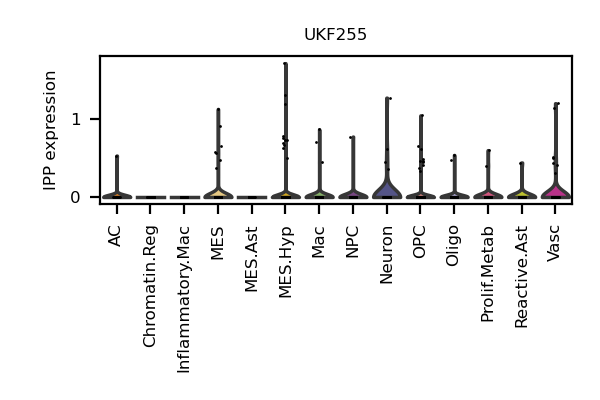 UKF255
IPP expression
1
0
AC
Chromatin.Reg
Inflammatory.Mac
MES
MES.Ast
MES.Hyp
Mac
NPC
Neuron
OPC
Oligo
Prolif.Metab
Reactive.Ast
Vasc